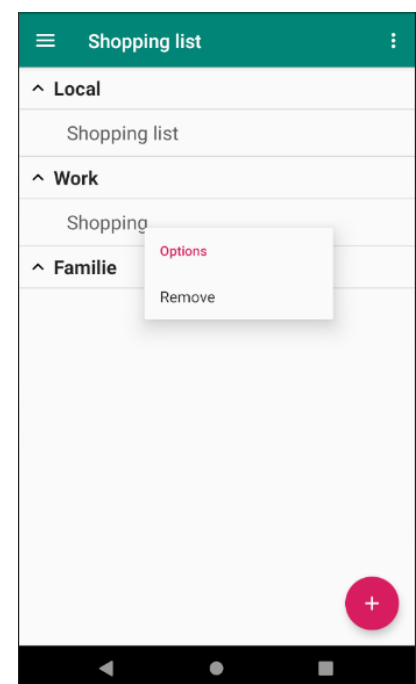 Shopping list
Local
Shopping list
Work
Shopping
Options
Familie
Remove